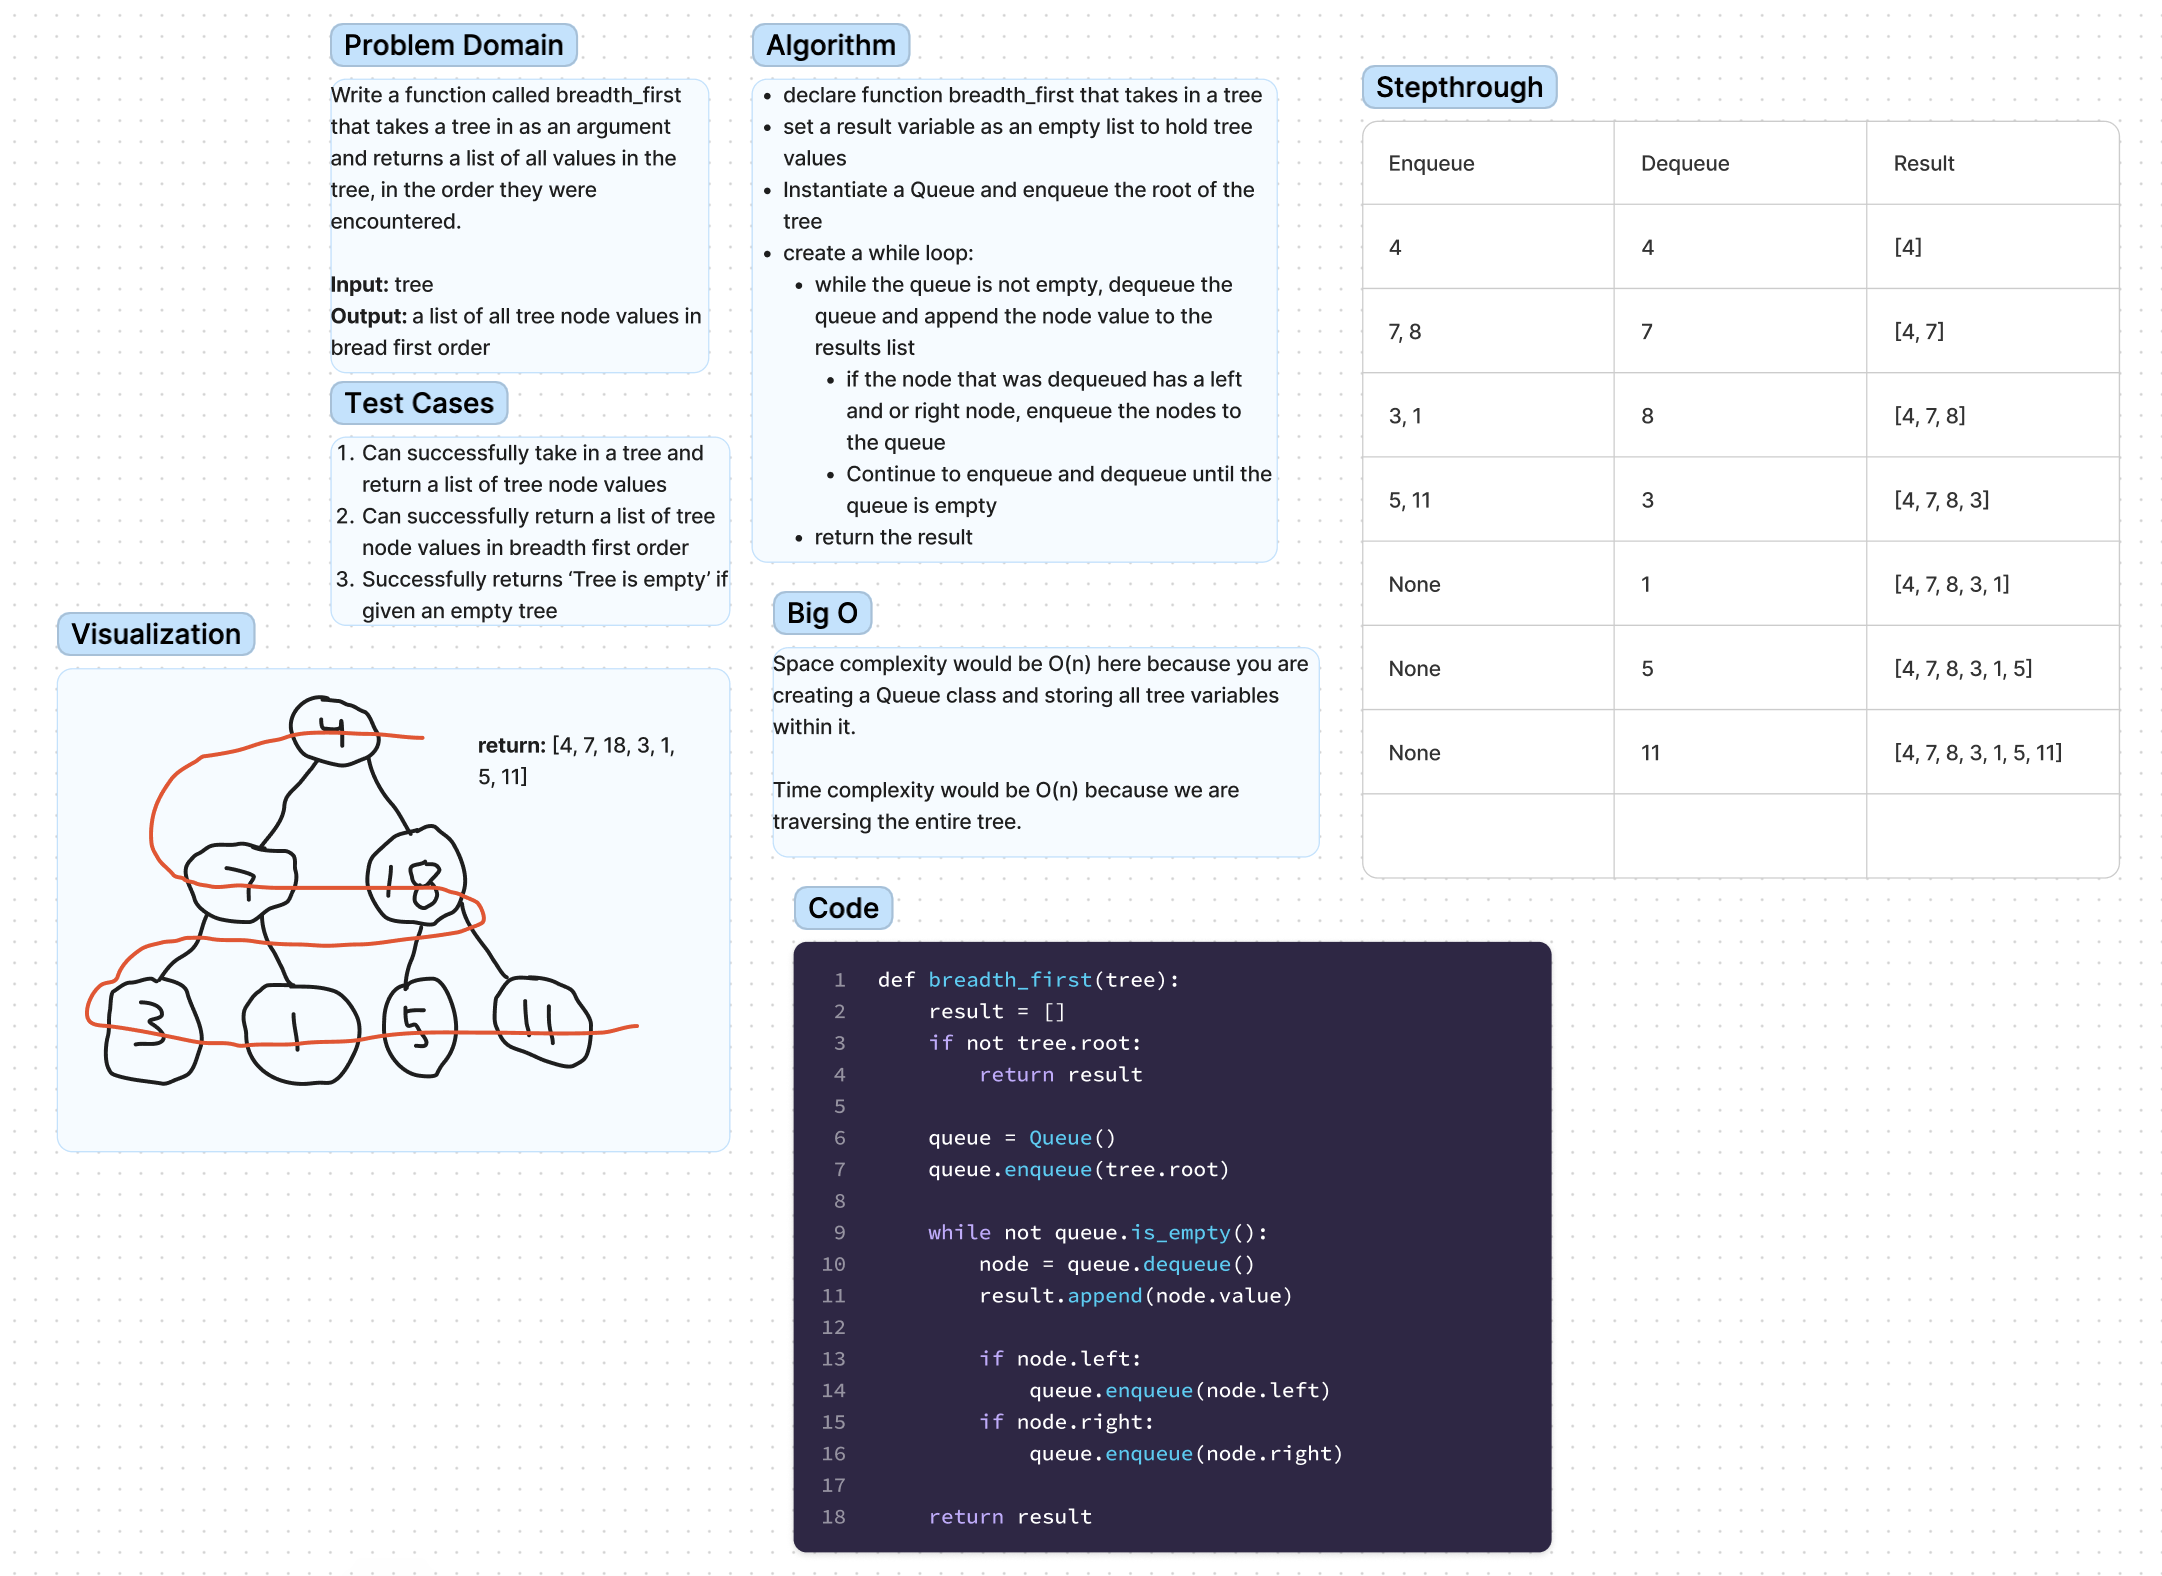 Problem Domain
Write a function called breadth_first
that takes a tree in as an argument
and returns a list of all values in the
tree, in the order they were
encountered.
Input: tree
Output: a list of all tree node values in
bread first order
Test Cases
1. Can successfully take in a tree and
return a list of tree node values
2. Can successfully return a list of tree
node values in breadth first order
3. Successfully returns ‘Tree is empty’ if
given an empty tree
Visualization
4
return: [4, 7, 18, 3, 1,
5, 11]
7 18
3 1 5 11
Algorithm
• declare function breadth_first that takes in a tree
• set a result variable as an empty list to hold tree
values
• Instantiate a Queue and enqueue the root of the
tree
• create a while loop:
• while the queue is not empty, dequeue the
queue and append the node value to the
results list
• if the node that was dequeued has a left
and or right node, enqueue the nodes to
the queue
• Continue to enqueue and dequeue until the
queue is empty
• return the result
Big O
Space complexity would be O(n) here because you are
creating a Queue class and storing all tree variables
within it.
Time complexity would be O(n) because we are
traversing the entire tree.
Code
1 def breadth_first(tree):
2     result = []
3     if not tree.root:
4         return result
5
6     queue = Queue()
7     queue.enqueue(tree.root)
8
9     while not queue.is_empty():
10         node = queue.dequeue()
11         result.append(node.value)
12
13         if node.left:
14             queue.enqueue(node.left)
15         if node.right:
16             queue.enqueue(node.right)
17
18     return result
Stepthrough
Enqueue Dequeue Result
4 4 [4]
7, 8 7 [4, 7]
3, 1 8 [4, 7, 8]
5, 11 3 [4, 7, 8, 3]
None 1 [4, 7, 8, 3, 1]
None 5 [4, 7, 8, 3, 1, 5]
None 11 [4, 7, 8, 3, 1, 5, 11]